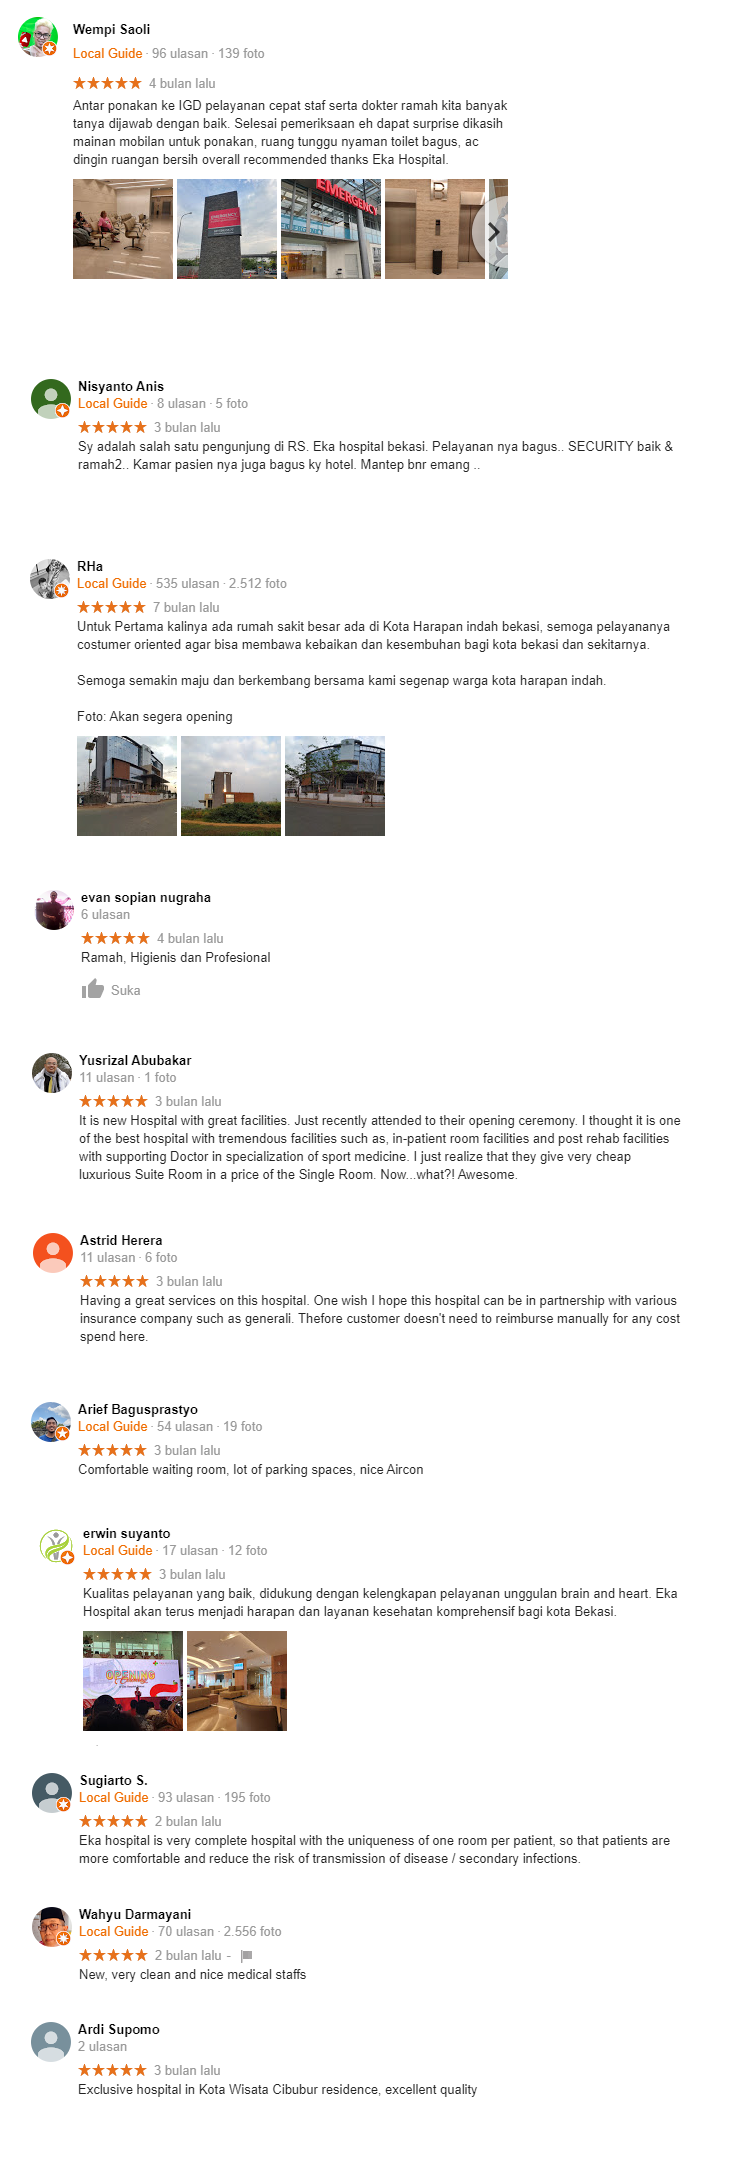 Wempi Saoli
Local Guide · 96 ulasan · 139 foto
4 bulan lalu
Antar ponakan ke IGD pelayanan cepat staf serta dokter ramah kita banyak
tanya dijawab dengan baik. Selesai pemeriksaan eh dapat surprise dikasih
mainan mobilan untuk ponakan, ruang tunggu nyaman toilet bagus, ac
dingin ruangan bersih overall recommended thanks Eka Hospital.
EMERGENCY
EMERGENCY
EMERGENCY
B
Nisyanto Anis
Local Guide · 8 ulasan · 5 foto
3 bulan lalu
Sy adalah salah satu pengunjung di RS. Eka hospital bekasi. Pelayanan nya bagus.. SECURITY baik &
ramah2.. Kamar pasien nya juga bagus ky hotel. Mantep bnr emang ..
RHa
Local Guide · 535 ulasan · 2.512 foto
7 bulan lalu
Untuk Pertama kalinya ada rumah sakit besar ada di Kota Harapan indah bekasi, semoga pelayananya
costumer oriented agar bisa membawa kebaikan dan kesembuhan bagi kota bekasi dan sekitarnya.
Semoga semakin maju dan berkembang bersama kami segenap warga kota harapan indah.
Foto: Akan segera opening
evan sopian nugraha
6 ulasan
4 bulan lalu
Ramah, Higienis dan Profesional
Suka
Yusrizal Abubakar
11 ulasan · 1 foto
3 bulan lalu
It is new Hospital with great facilities. Just recently attended to their opening ceremony. I thought it is one
of the best hospital with tremendous facilities such as, in-patient room facilities and post rehab facilities
with supporting Doctor in specialization of sport medicine. I just realize that they give very cheap
luxurious Suite Room in a price of the Single Room. Now...what?! Awesome.
Astrid Herera
11 ulasan · 6 foto
3 bulan lalu
Having a great services on this hospital. One wish I hope this hospital can be in partnership with various
insurance company such as generali. Thefore customer doesn't need to reimburse manually for any cost
spend here.
Arief Bagusprastyo
Local Guide · 54 ulasan · 19 foto
3 bulan lalu
Comfortable waiting room, lot of parking spaces, nice Aircon
erwin suyanto
Local Guide · 17 ulasan · 12 foto
3 bulan lalu
Kualitas pelayanan yang baik, didukung dengan kelengkapan pelayanan unggulan brain and heart. Eka
Hospital akan terus menjadi harapan dan layanan kesehatan komprehensif bagi kota Bekasi.
OPENING
Sugiarto S.
Local Guide · 93 ulasan · 195 foto
2 bulan lalu
Eka hospital is very complete hospital with the uniqueness of one room per patient, so that patients are
more comfortable and reduce the risk of transmission of disease / secondary infections.
Wahyu Darmayani
Local Guide · 70 ulasan · 2.556 foto
2 bulan lalu -
New, very clean and nice medical staffs
Ardi Supomo
2 ulasan
3 bulan lalu
Exclusive hospital in Kota Wisata Cibubur residence, excellent quality